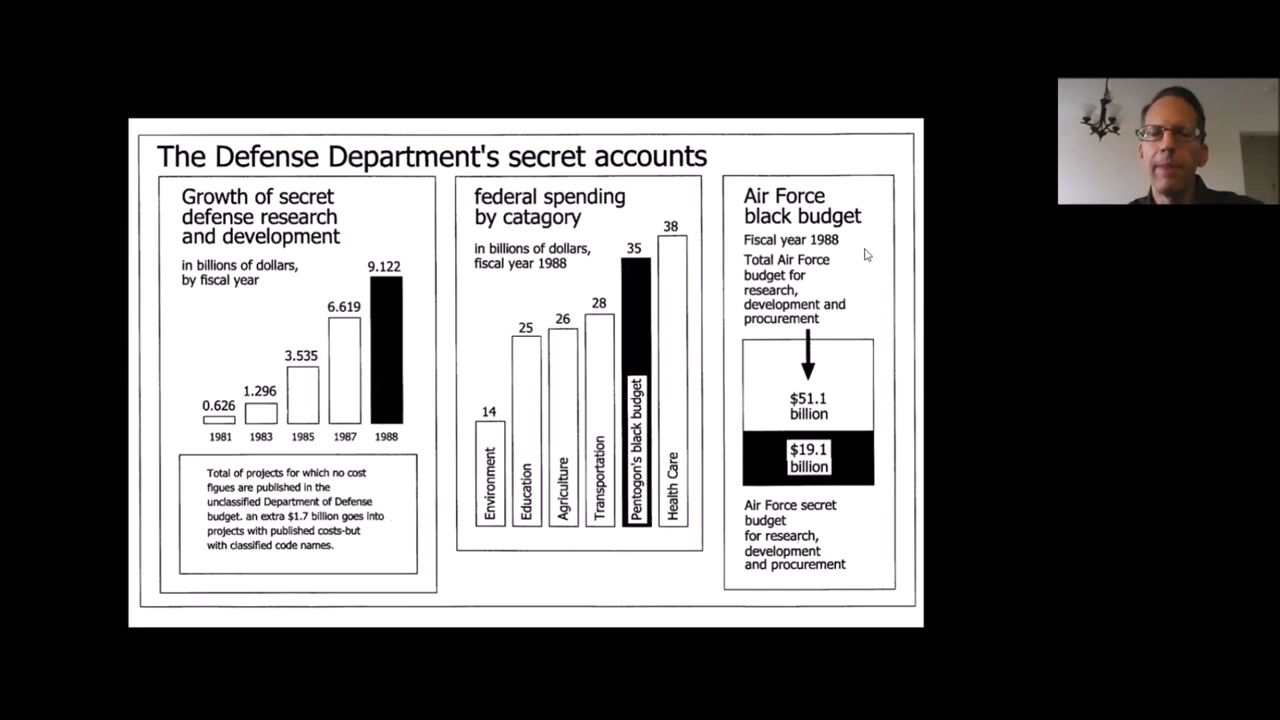 The Defense Department's secret accounts
Growth of secret
defense research
and development
in billions of dollars,
by fiscal year
9.122
6.619
3.535
1.296
0.626
1981 1983 1985 1987 1988
Total of projects for which no cost
figues are published in the
unclassified Department of Defense
budget. an extra $1.7 billion goes into
projects with published costs-but
with classified code names.
federal spending
by catagory
in billions of dollars,
fiscal year 1988
38
35
28
26
25
14
Environment
Education
Agriculture
Transportation
Pentogon's black budget
Health Care
Air Force
black budget
Fiscal year 1988
Total Air Force
budget for
research,
development and
procurement
$51.1
billion
$19.1
billion
Air Force secret
budget
for research,
development
and procurement